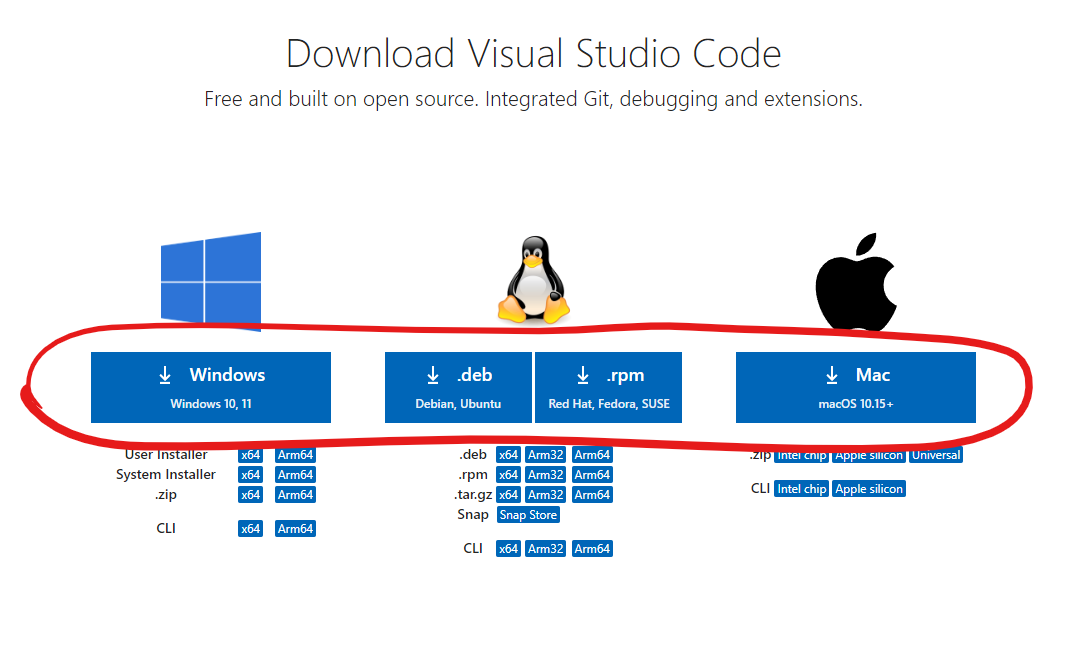 Download Visual Studio Code
Free and built on open source. Integrated Git, debugging and extensions.
Windows
Windows 10, 11
User Installer x64 Arm64
System Installer x64 Arm64
.zip x64 Arm64
CLI x64 Arm64
.deb
Debian, Ubuntu
.rpm
Red Hat, Fedora, SUSE
.deb x64 Arm32 Arm64
.rpm x64 Arm32 Arm64
.tar.gz x64 Arm32 Arm64
Snap Snap Store
CLI x64 Arm32 Arm64
Mac
macOS 10.15+
.zip Intel chip Apple silicon Universal
CLI Intel chip Apple silicon